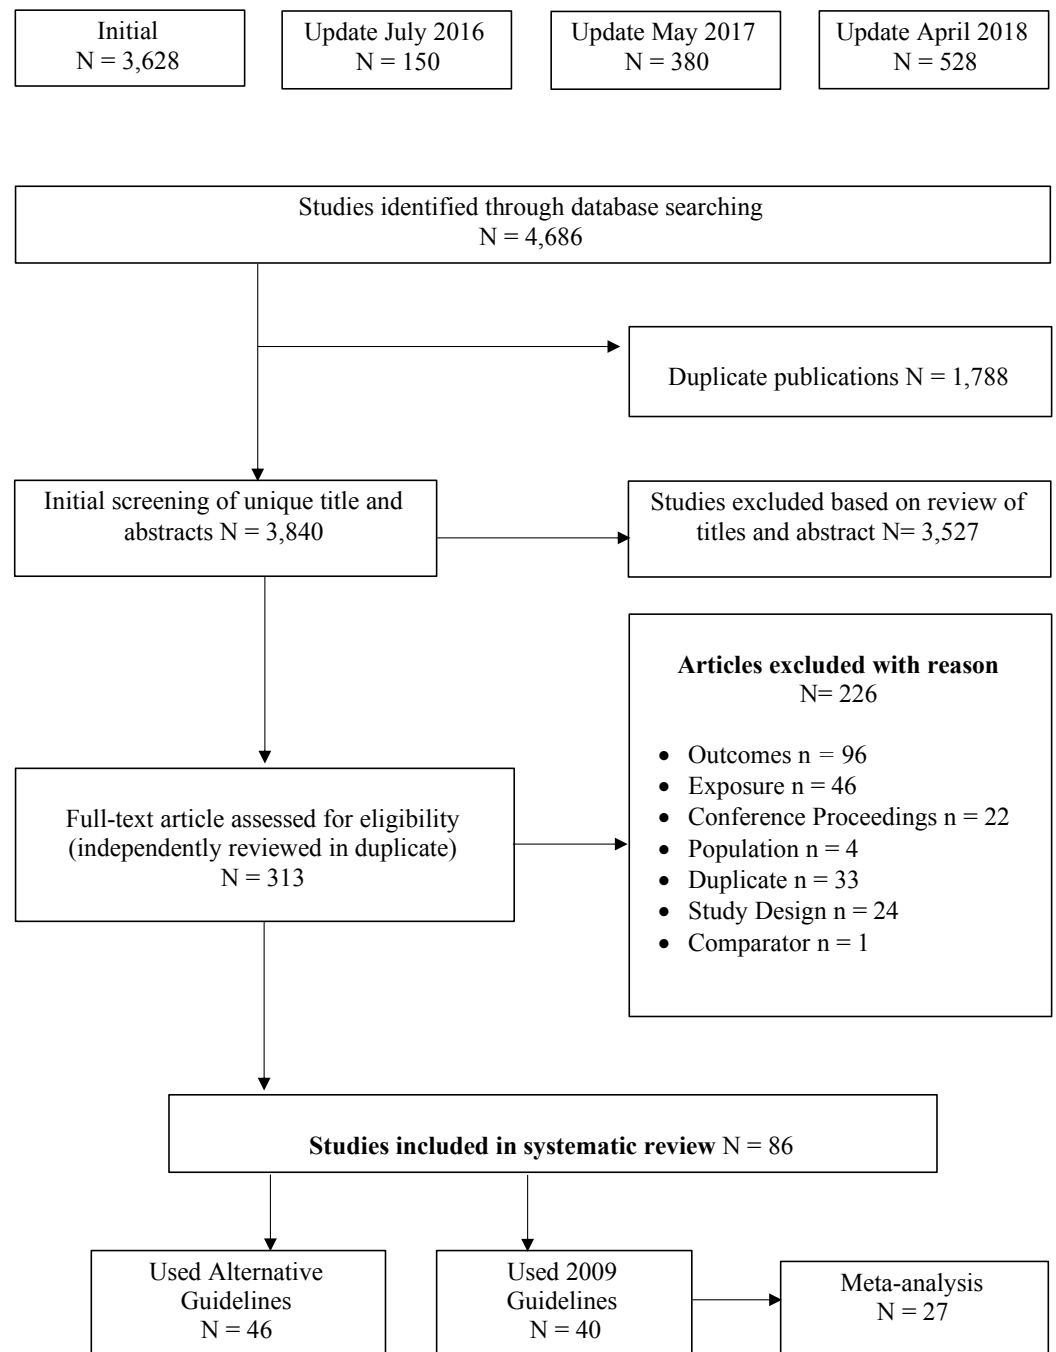 Initial
N = 3,628
Update July 2016
N = 150
Update May 2017
N = 380
Update April 2018
N = 528
Studies identified through database searching
N = 4,686
Duplicate publications N = 1,788
Initial screening of unique title and
abstracts N = 3,840
Studies excluded based on review of
titles and abstract N= 3,527
Articles excluded with reason
N= 226
• Outcomes n = 96
• Exposure n = 46
• Conference Proceedings n = 22
• Population n = 4
• Duplicate n = 33
• Study Design n = 24
• Comparator n = 1
Full-text article assessed for eligibility
(independently reviewed in duplicate)
N = 313
Studies included in systematic review N = 86
Used Alternative
Guidelines
N = 46
Used 2009
Guidelines
N = 40
Meta-analysis
N = 27